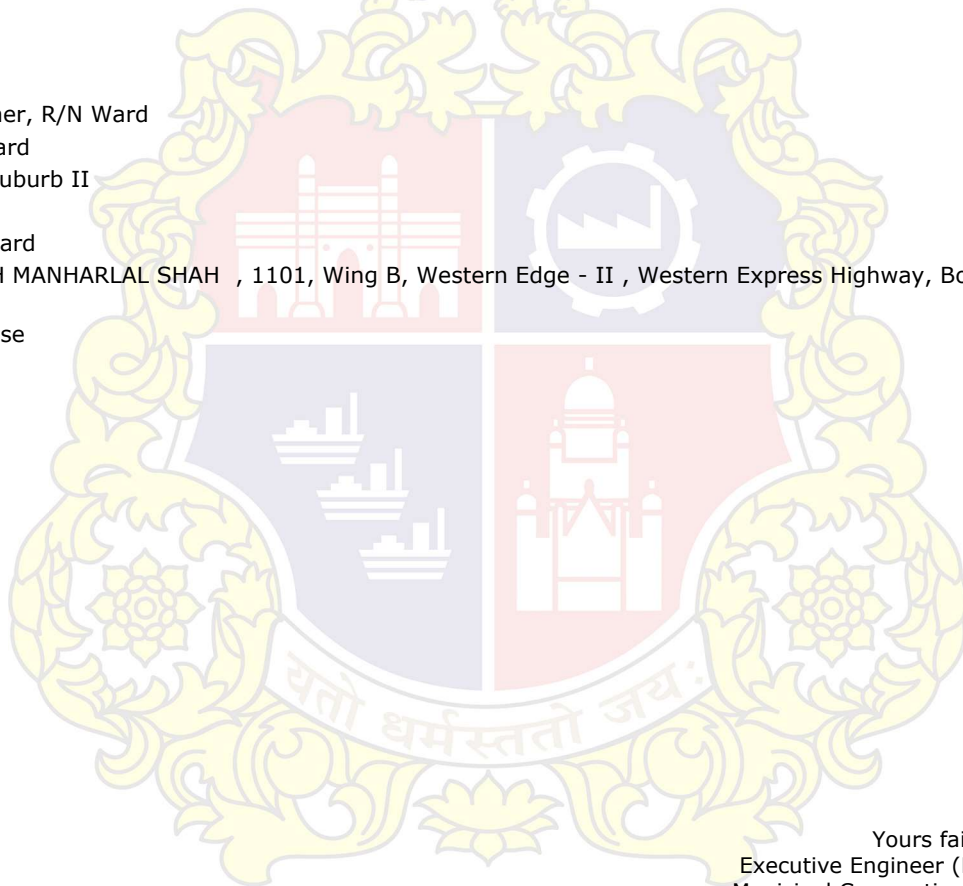 er, R/N Ward
ard
uburb II
ard
H MANHARLAL SHAH , 1101, Wing B, Western Edge - II , Western Express Highway, Bo
se
यतो धर्मस्ततो जयः
Yours fai
Executive Engineer (